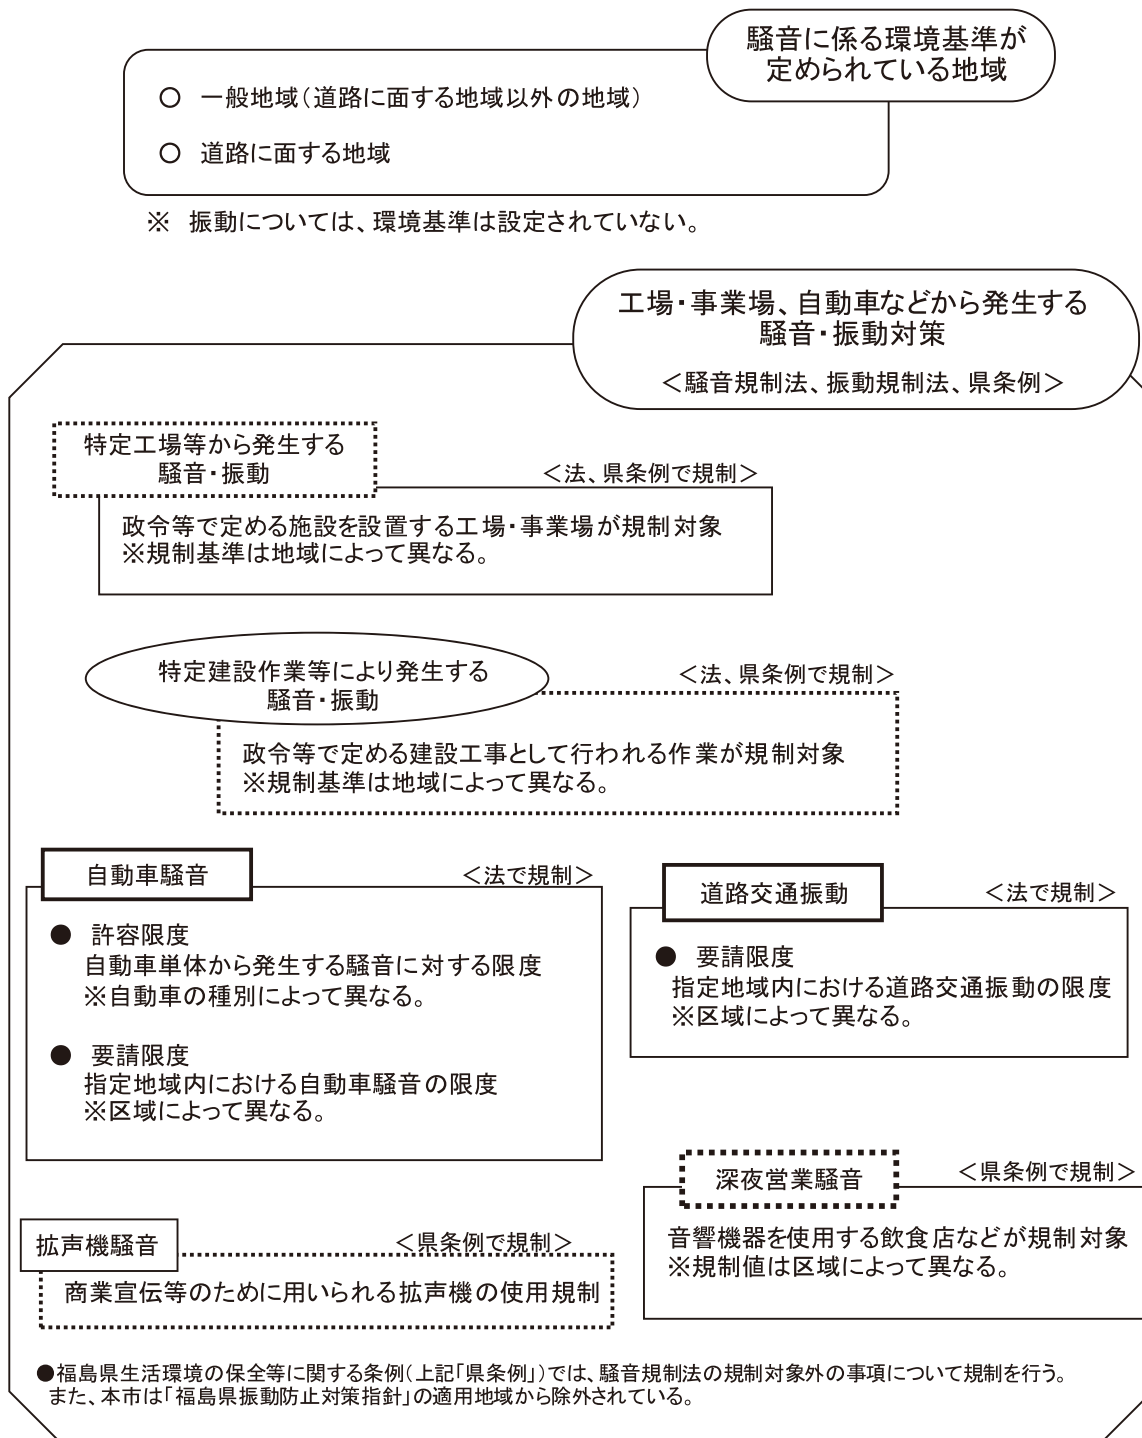 騒音に係る環境基準が
定められている地域
○ 一般地域（道路に面する地域以外の地域）
○ 道路に面する地域
※ 振動については、環境基準は設定されていない。
工場・事業場、自動車などから発生する
騒音・振動対策
＜騒音規制法、振動規制法、県条例＞
特定工場等から発生する
騒音・振動
＜法、県条例で規制＞
政令等で定める施設を設置する工場・事業場が規制対象
※規制基準は地域によって異なる。
特定建設作業等により発生する
騒音・振動
＜法、県条例で規制＞
政令等で定める建設工事として行われる作業が規制対象
※規制基準は地域によって異なる。
自動車騒音
＜法で規制＞
● 許容限度
自動車単体から発生する騒音に対する限度
※自動車の種別によって異なる。
● 要請限度
指定地域内における自動車騒音の限度
※区域によって異なる。
道路交通振動
＜法で規制＞
● 要請限度
指定地域内における道路交通振動の限度
※区域によって異なる。
深夜営業騒音
＜県条例で規制＞
音響機器を使用する飲食店などが規制対象
※規制値は区域によって異なる。
拡声機騒音
＜県条例で規制＞
商業宣伝等のために用いられる拡声機の使用規制
●福島県生活環境の保全等に関する条例（上記「県条例」）では、騒音規制法の規制対象外の事項について規制を行う。
また、本市は「福島県振動防止対策指針」の適用地域から除外されている。